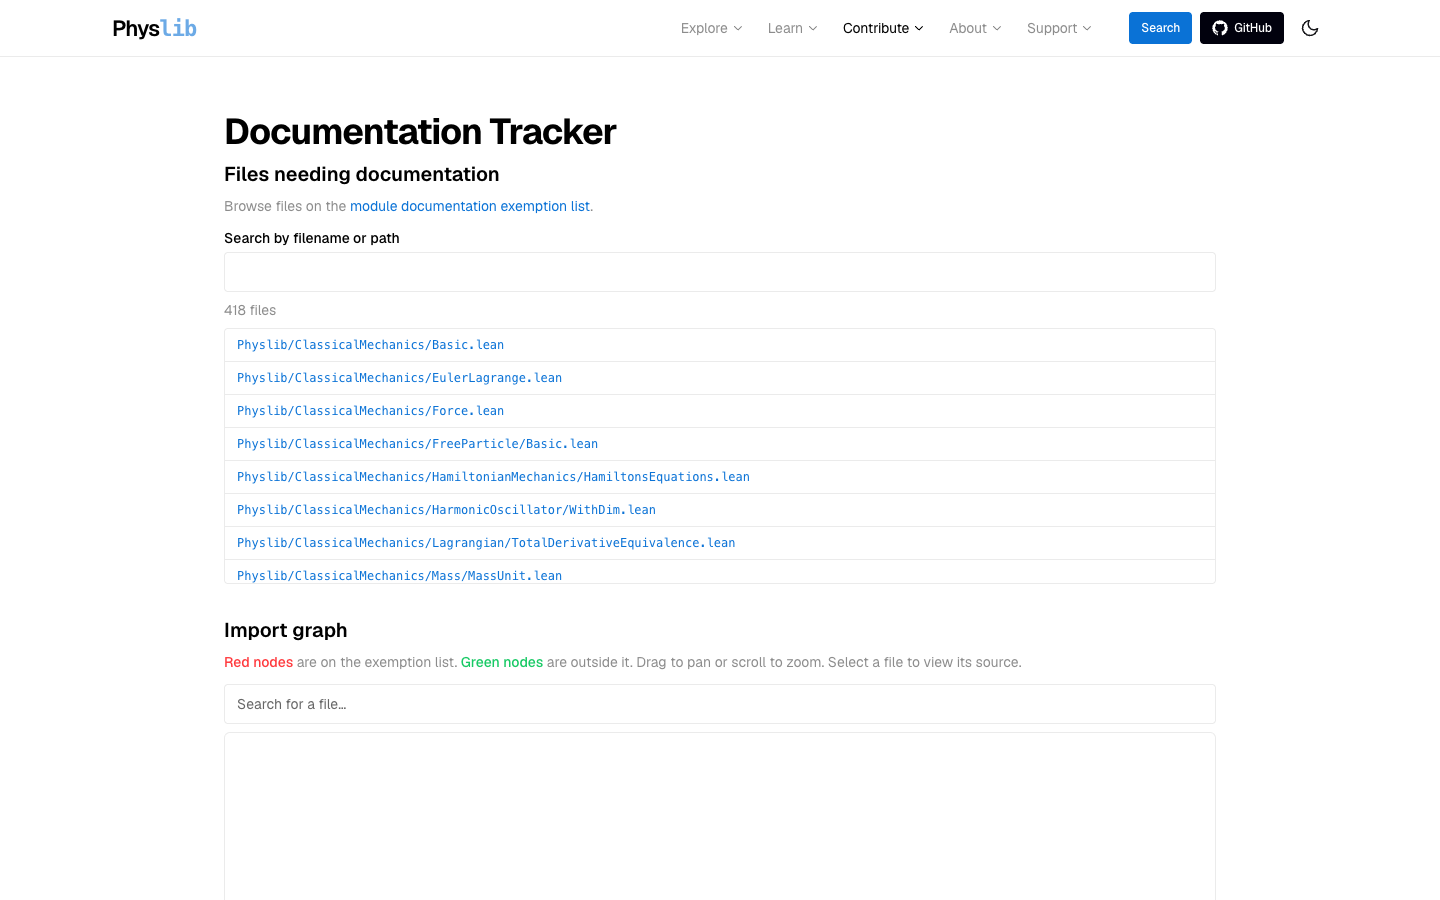 Physlib
Explore Learn Contribute About Support Search GitHub
Documentation Tracker
Files needing documentation
Browse files on the module documentation exemption list.
Search by filename or path
418 files
Physlib/ClassicalMechanics/Basic.lean
Physlib/ClassicalMechanics/EulerLagrange.lean
Physlib/ClassicalMechanics/Force.lean
Physlib/ClassicalMechanics/FreeParticle/Basic.lean
Physlib/ClassicalMechanics/HamiltonianMechanics/HamiltonsEquations.lean
Physlib/ClassicalMechanics/HarmonicOscillator/WithDim.lean
Physlib/ClassicalMechanics/Lagrangian/TotalDerivativeEquivalence.lean
Physlib/ClassicalMechanics/Mass/MassUnit.lean
Import graph
Red nodes are on the exemption list. Green nodes are outside it. Drag to pan or scroll to zoom. Select a file to view its source.
Search for a file…